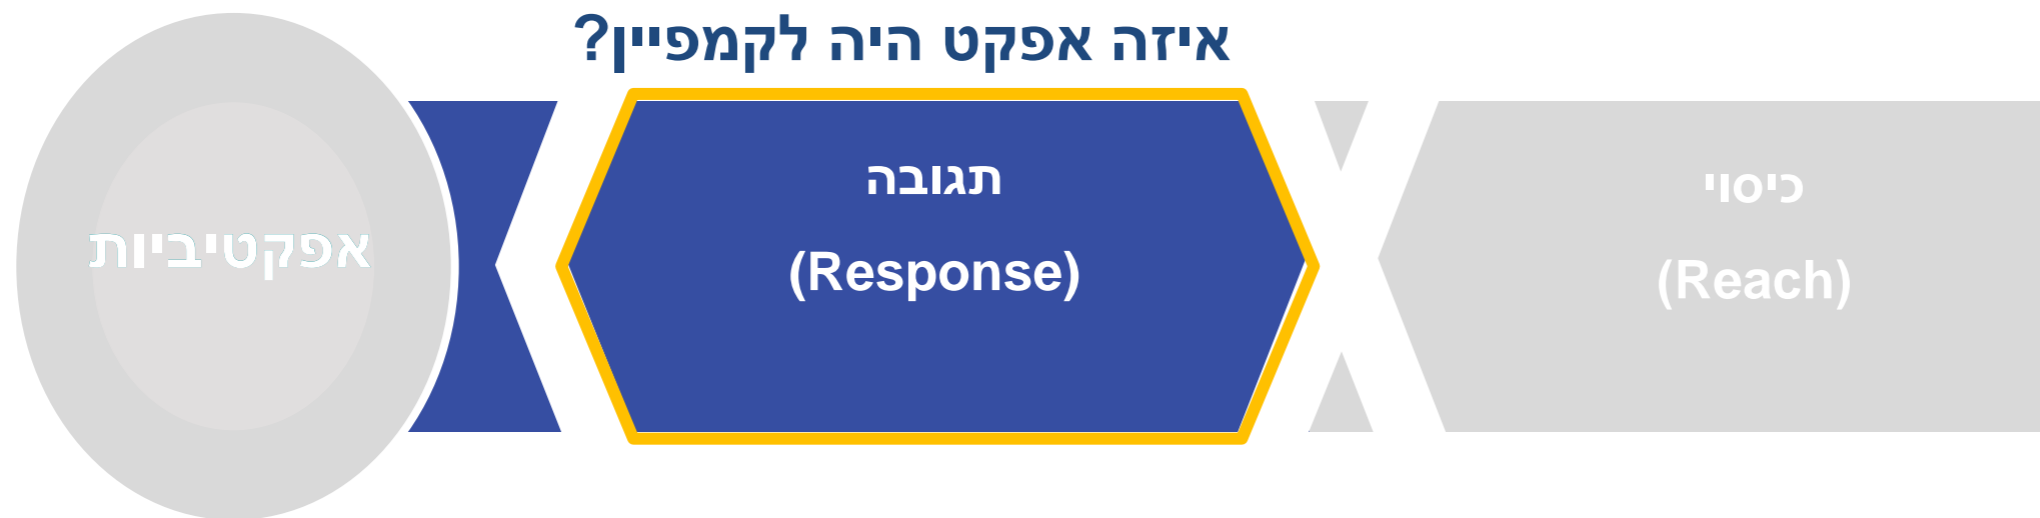 איזה אפקט היה לקמפיין?
כיסוי
(Reach)
תגובה
(Response)
אפקטיביות